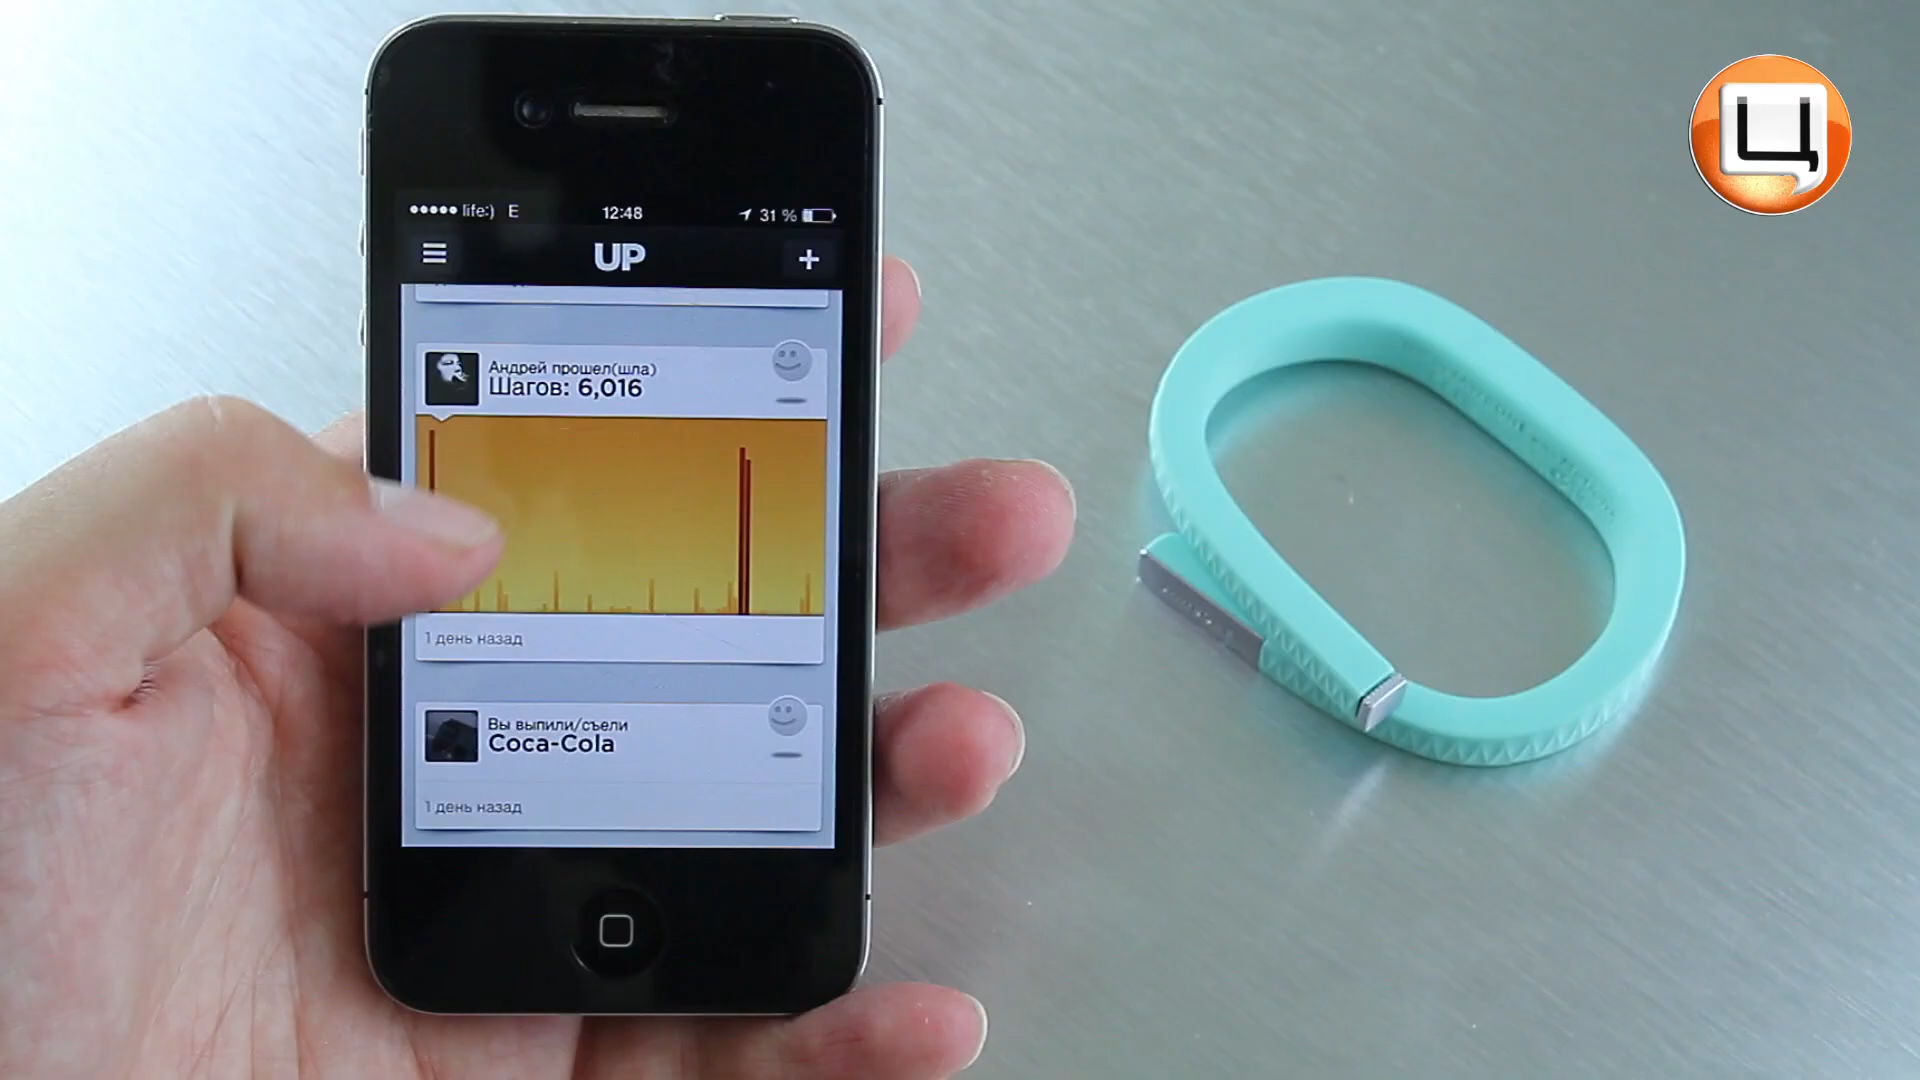 life:) E 12:48 31 %
UP
Андрей прошел(шла)
Шагов: 6,016
1 день назад
Вы выпили/съели
Coca-Cola
1 день назад
Ц